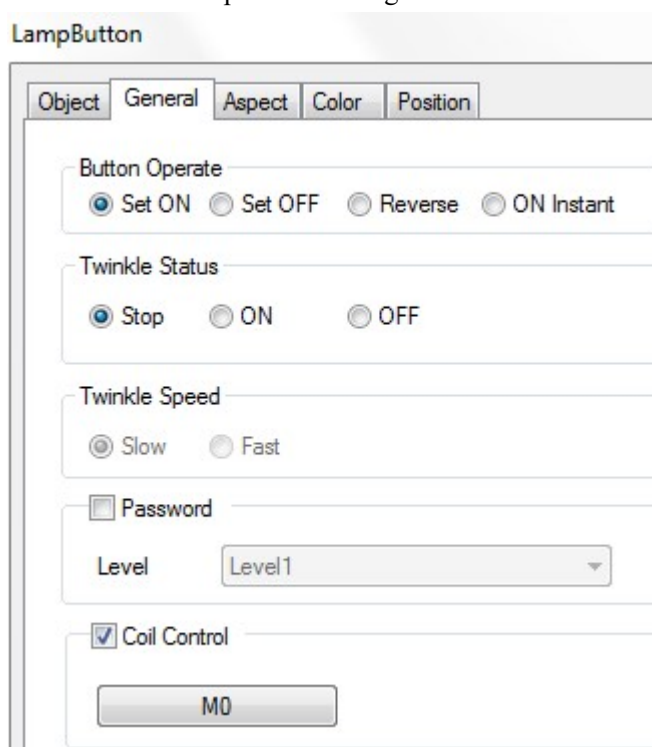 LampButton
Object General Aspect Color Position
Button Operate
Set ON Set OFF Reverse ON Instant
Twinkle Status
Stop ON OFF
Twinkle Speed
Slow Fast
Password
Level Level1
Coil Control
M0